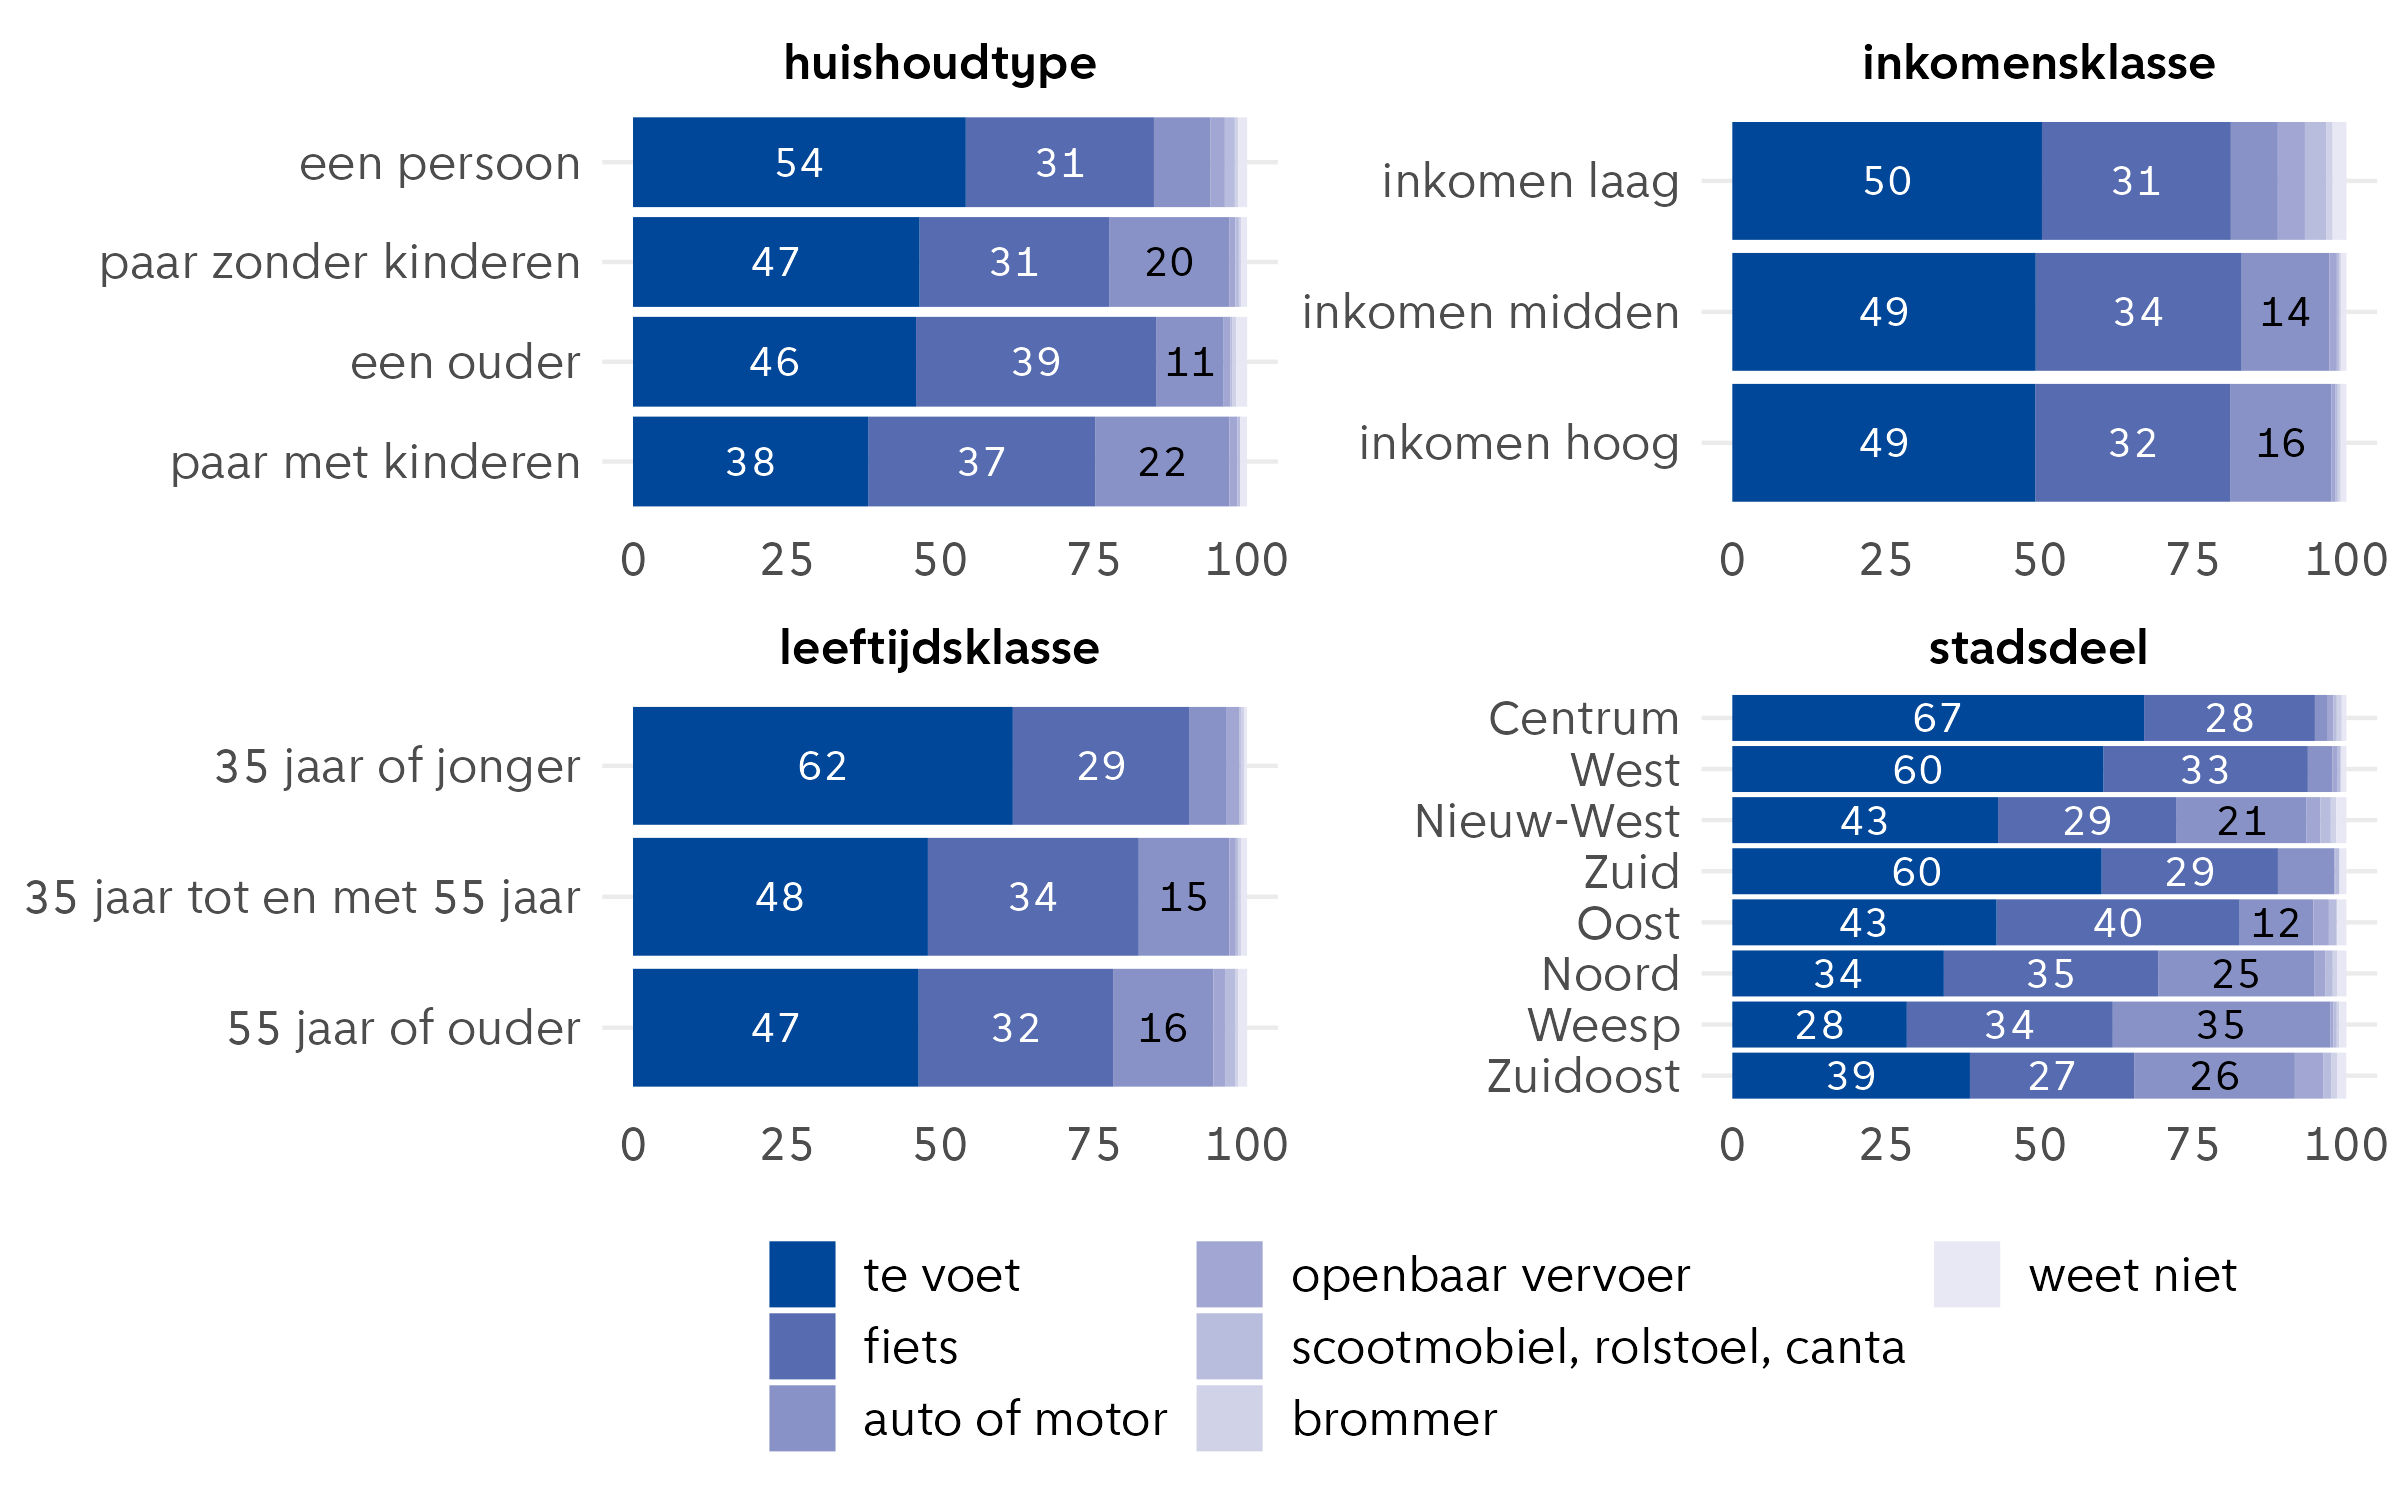 huishoudtype
een persoon 54 31
paar zonder kinderen 47 31 20
een ouder 46 39 11
paar met kinderen 38 37 22
0 25 50 75 100
inkomensklasse
inkomen laag 50 31
inkomen midden 49 34 14
inkomen hoog 49 32 16
0 25 50 75 100
leeftijdsklasse
35 jaar of jonger 62 29
35 jaar tot en met 55 jaar 48 34 15
55 jaar of ouder 47 32 16
0 25 50 75 100
stadsdeel
Centrum 67 28
West 60 33
Nieuw-West 43 29 21
Zuid 60 29
Oost 43 40 12
Noord 34 35 25
Weesp 28 34 35
Zuidoost 39 27 26
0 25 50 75 100
te voet
fiets
auto of motor
openbaar vervoer
scootmobiel, rolstoel, canta
brommer
weet niet